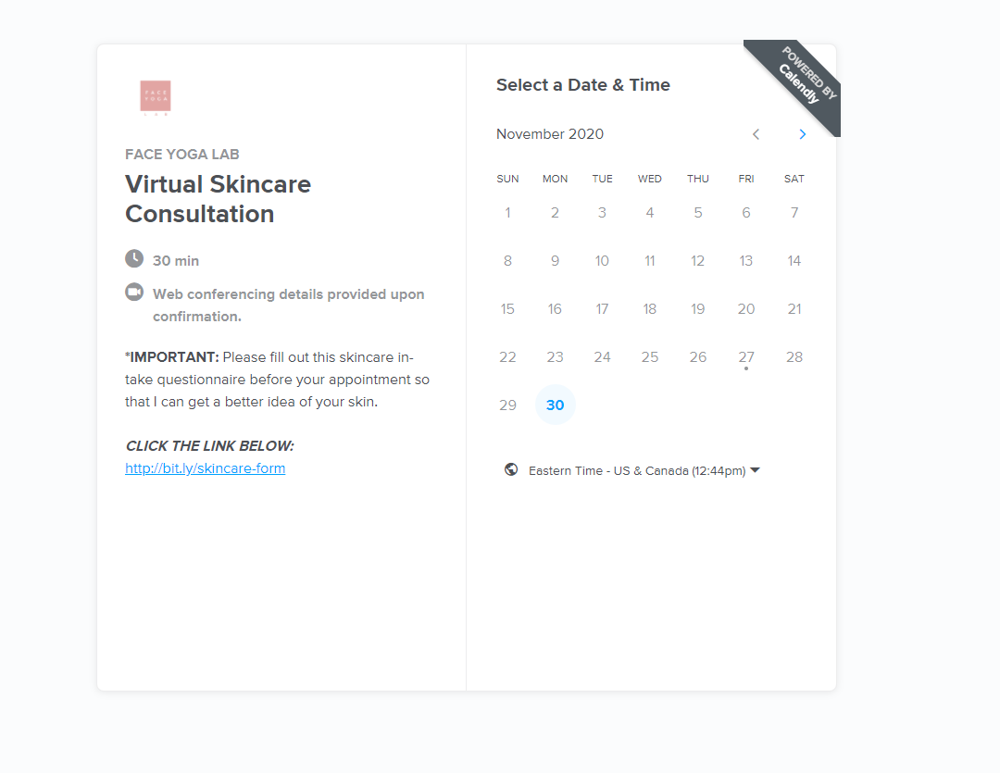 FACE
YOGA
LAB
FACE YOGA LAB
Virtual Skincare
Consultation
30 min
Web conferencing details provided upon
confirmation.
*IMPORTANT: Please fill out this skincare in-
take questionnaire before your appointment so
that I can get a better idea of your skin.
CLICK THE LINK BELOW:
http://bit.ly/skincare-form
POWERED BY
Calendly
Select a Date & Time
November 2020
SUN MON TUE WED THU FRI SAT
1 2 3 4 5 6 7
8 9 10 11 12 13 14
15 16 17 18 19 20 21
22 23 24 25 26 27 28
29 30
Eastern Time - US & Canada (12:44pm)